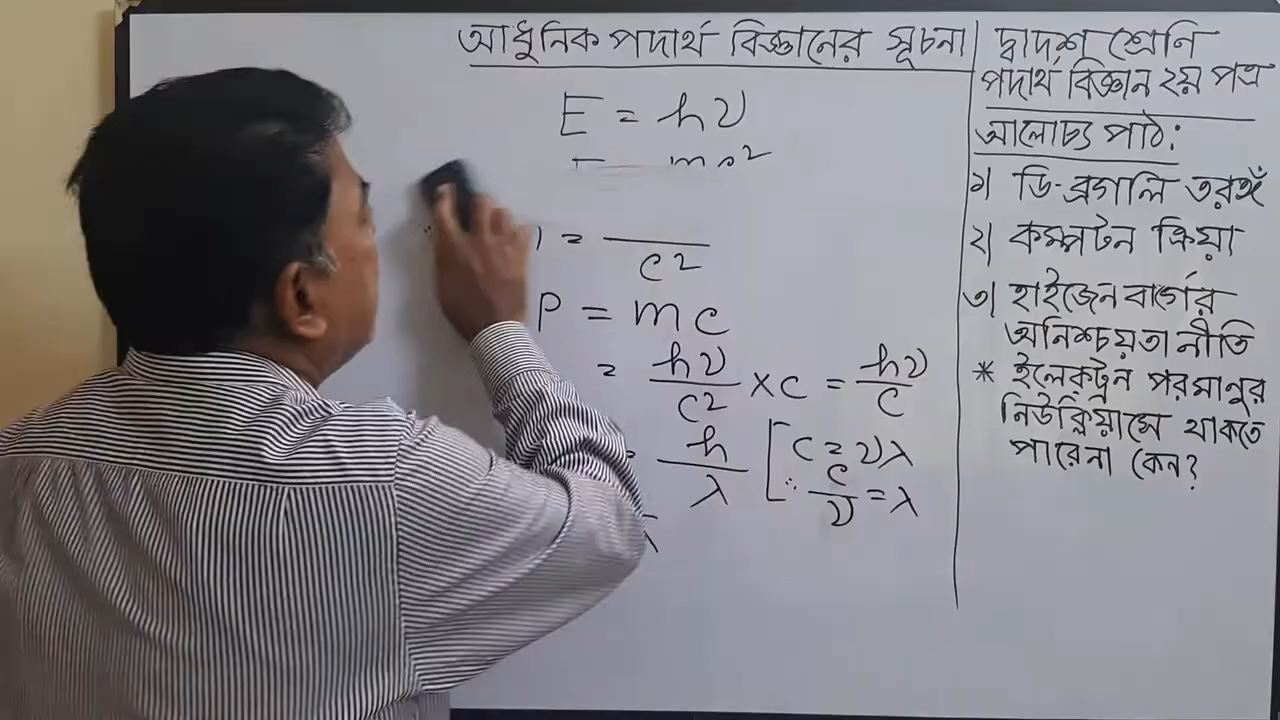 আধুনিক পদার্থ বিজ্ঞানের সূচনা
E = hν
= c2
P = mc
= hν/c2 × c = hν/c
= h/λ [c = νλ
∴ c/ν = λ
দ্বাদশ শ্রেণি
পদার্থ বিজ্ঞান ২য় পত্র
আলোচ্য পাঠ:
১| ডি-ব্রগলি তরঙ্গঁ
২| কম্পটন ক্রিয়া
৩| হাইজেনবার্গের
অনিশ্চয়তা নীতি
* ইলেকট্রন পরমানুর
নিউক্লিয়াসে থাকতে
পারেনা কেন?